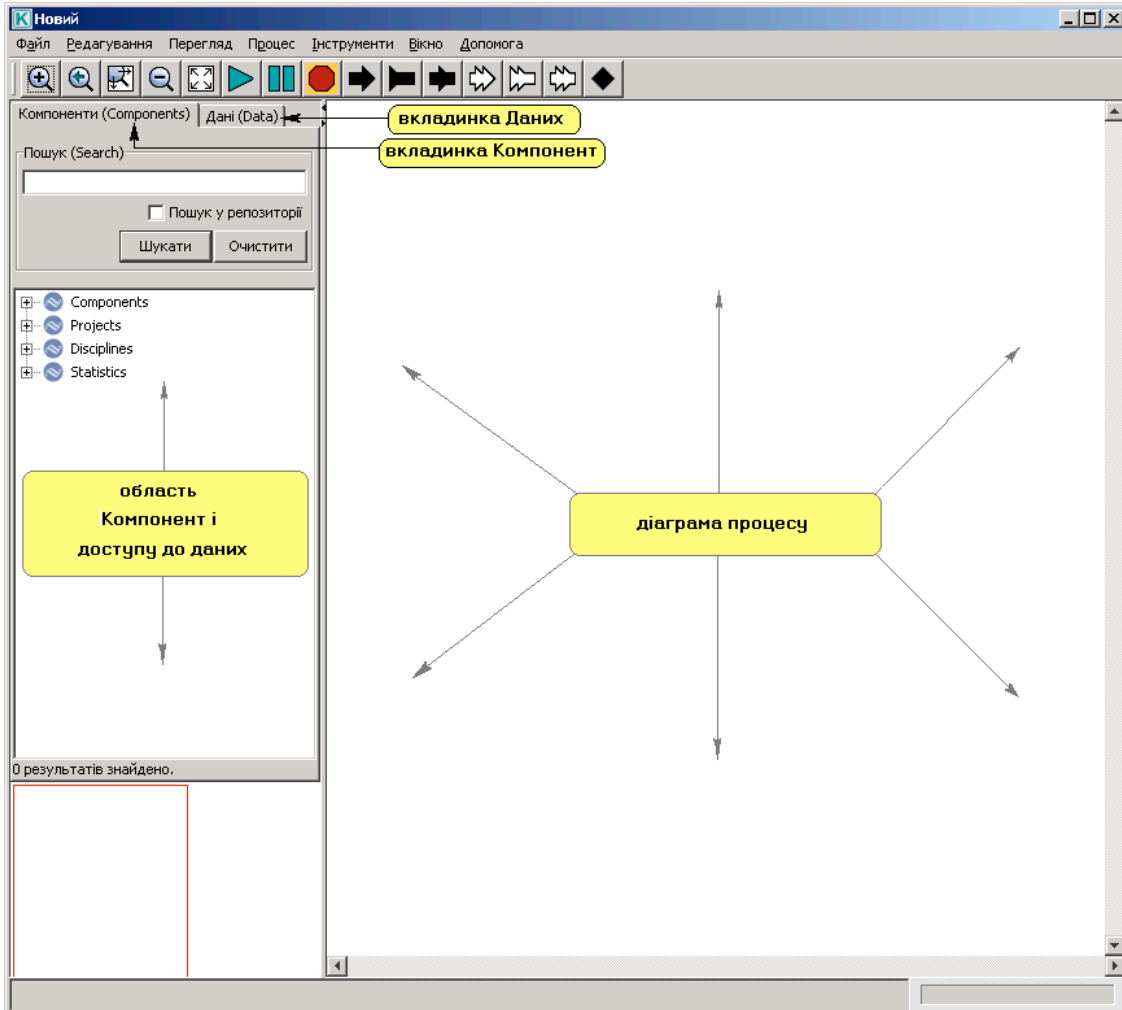 Новий
Файл Редагування Перегляд Процес Інструменти Вікно Допомога
Компоненти (Components) Дані (Data)
вкладинка Даних
вкладинка Компонент
Пошук (Search)
Пошук у репозиторії
Шукати Очистити
Components
Projects
Disciplines
Statistics
область
Компонент і
доступу до даних
діаграма процесу
0 результатів знайдено.